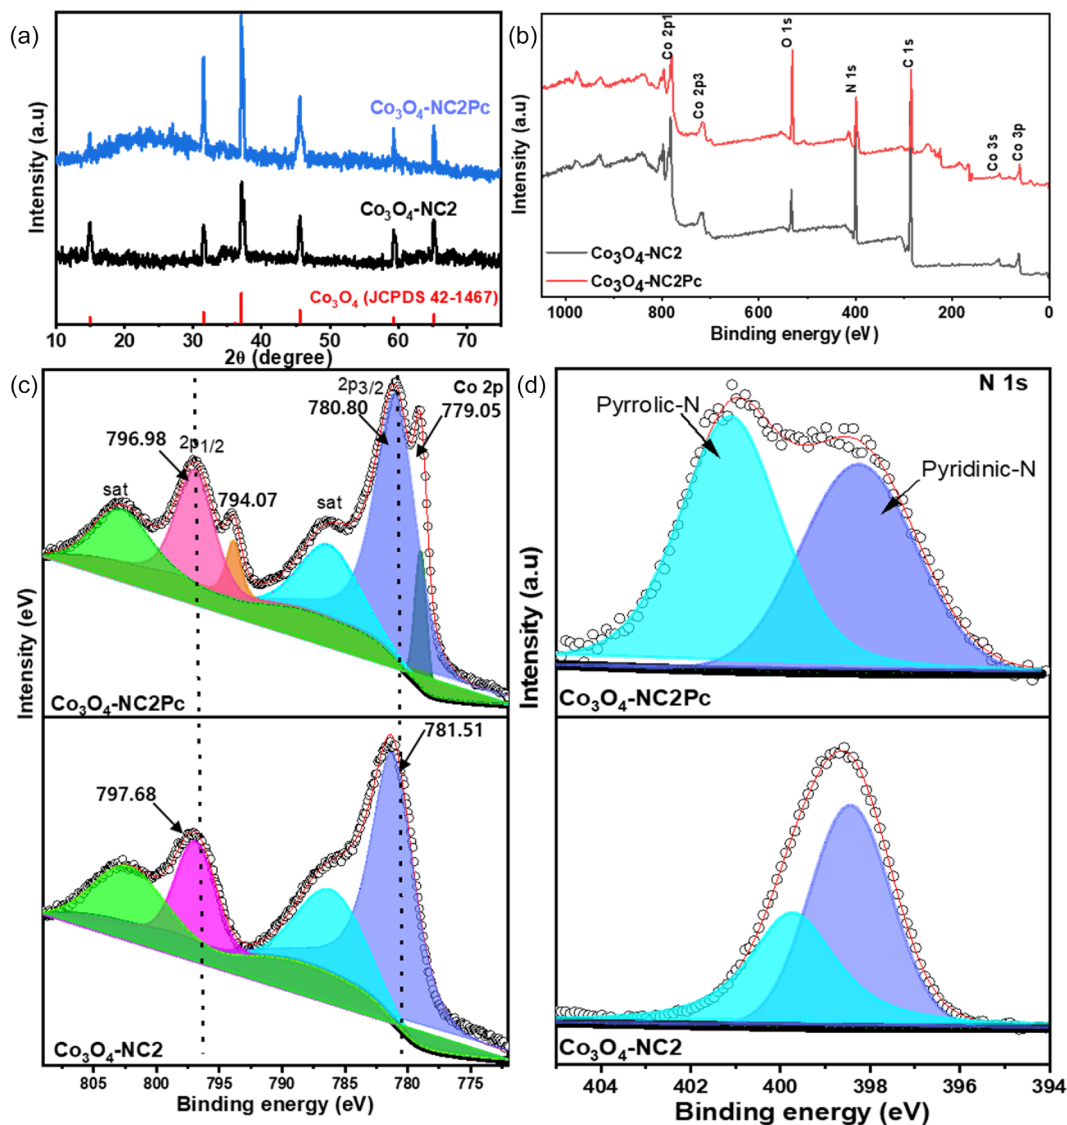 (a)
Intensity (a.u)
Co₃O₄-NC2Pc
Co₃O₄-NC2
Co₃O₄ (JCPDS 42-1467)
10 20 30 40 50 60 70
2θ (degree)
(b)
Intensity (a.u)
Co 2p1
Co 2p3
O 1s
N 1s
C 1s
Co 3s
Co 3p
Co₃O₄-NC2
Co₃O₄-NC2Pc
1000 800 600 400 200 0
Binding energy (eV)
(c)
Intensity (eV)
Co 2p
2p3/2
780.80
779.05
796.98
2p1/2
794.07
sat
sat
Co₃O₄-NC2Pc
781.51
797.68
Co₃O₄-NC2
805 800 795 790 785 780 775
Binding energy (eV)
(d)
Intensity (a.u)
N 1s
Pyrrolic-N
Pyridinic-N
Co₃O₄-NC2Pc
Co₃O₄-NC2
404 402 400 398 396 394
Binding energy (eV)